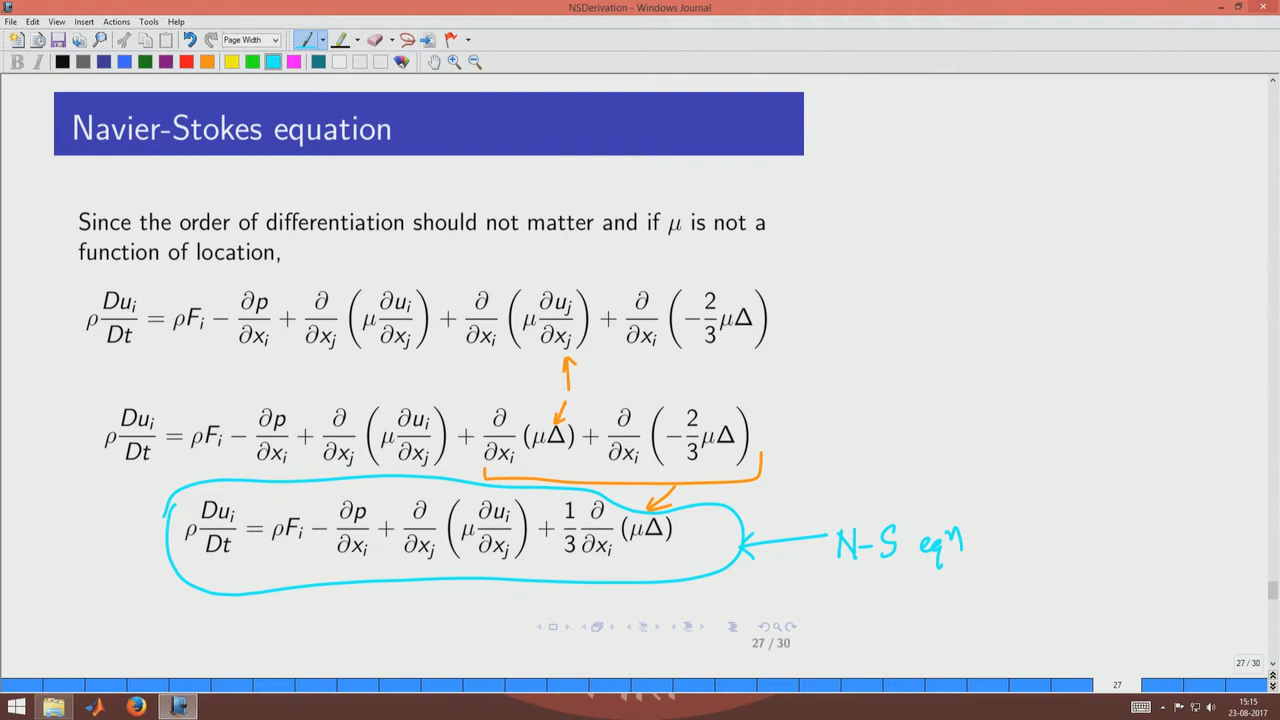 NSDerivation - Windows Journal
File Edit View Insert Actions Tools Help
Page Width
B I
Navier-Stokes equation
Since the order of differentiation should not matter and if μ is not a
function of location,
ρ Du_i/Dt = ρF_i − ∂p/∂x_i + ∂/∂x_j (μ ∂u_i/∂x_j) + ∂/∂x_i (μ ∂u_j/∂x_j) + ∂/∂x_i (−2/3 μΔ)
ρ Du_i/Dt = ρF_i − ∂p/∂x_i + ∂/∂x_j (μ ∂u_i/∂x_j) + ∂/∂x_i (μΔ) + ∂/∂x_i (−2/3 μΔ)
ρ Du_i/Dt = ρF_i − ∂p/∂x_i + ∂/∂x_j (μ ∂u_i/∂x_j) + 1/3 ∂/∂x_i (μΔ)
N-S eqⁿ
27 / 30
27 / 30
27
15:15
23-08-2017